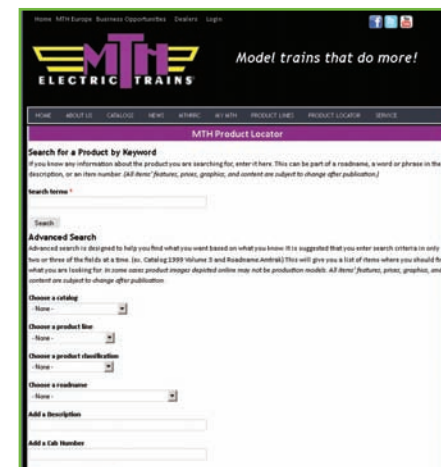 Home MTH Europe Business Opportunities Dealers Login
MTH
ELECTRIC TRAINS
Model trains that do more!
HOME ABOUT US CATALOGS NEWS MTHRRC MY MTH PRODUCT LINES PRODUCT LOCATOR SERVICE
MTH Product Locator
Search for a Product by Keyword
If you know any information about the product you are searching for, enter it here. This can be part of a roadname, a word or phrase in the
description, or an item number. (All items' features, prices, graphics, and content are subject to change after publication.)
Search terms *
Search
Advanced Search
Advanced search is designed to help you find what you want based on what you know. It is suggested that you enter search criteria in only
two or three of the fields at a time. (ex. Catalog:1999 Volume 3 and Roadname:Amtrak) This will give you a list of items where you should fi
what you are looking for. In some cases product images depicted online may not be production models. All items' features, prices, graphics, and
content are subject to change after publication
Choose a catalog
- None -
Choose a product line
- None -
Choose a product classification
- None -
Choose a roadname
- None -
Add a Description
Add a Cab Number